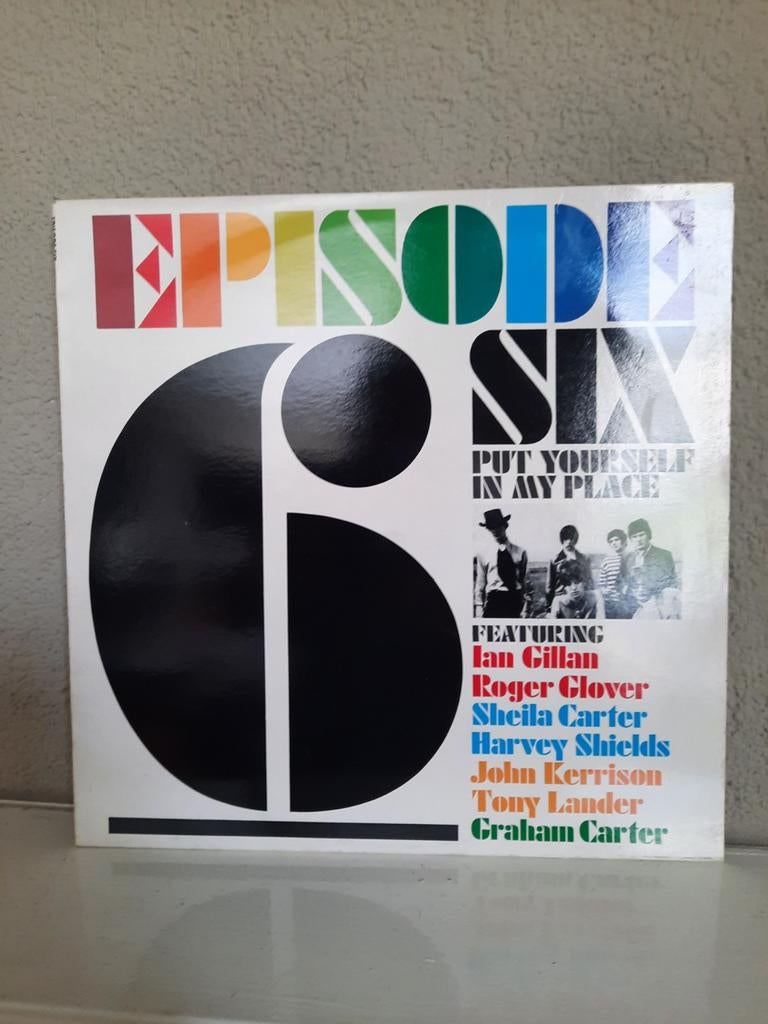 EPISODE
SIX
6
PUT YOURSELF
IN MY PLACE
FEATURING
Ian Gillan
Roger Glover
Sheila Carter
Harvey Shields
John Kerrison
Tony Lander
Graham Carter